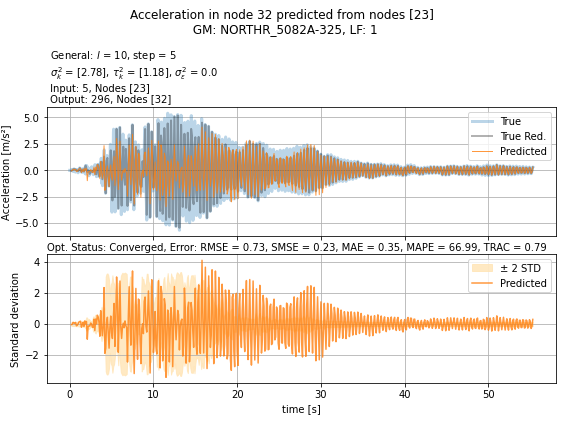 Acceleration in node 32 predicted from nodes [23]
GM: NORTHR_5082A-325, LF: 1
General: l = 10, step = 5
σ²ₖ = [2.78], τ²ₖ = [1.18], σ²ₑ = 0.0
Input: 5, Nodes [23]
Output: 296, Nodes [32]
5.0
2.5
0.0
−2.5
−5.0
Acceleration [m/s²]
True
True Red.
Predicted
Opt. Status: Converged, Error: RMSE = 0.73, SMSE = 0.23, MAE = 0.35, MAPE = 66.99, TRAC = 0.79
4
2
0
−2
Standard deviation
± 2 STD
Predicted
0 10 20 30 40 50
time [s]